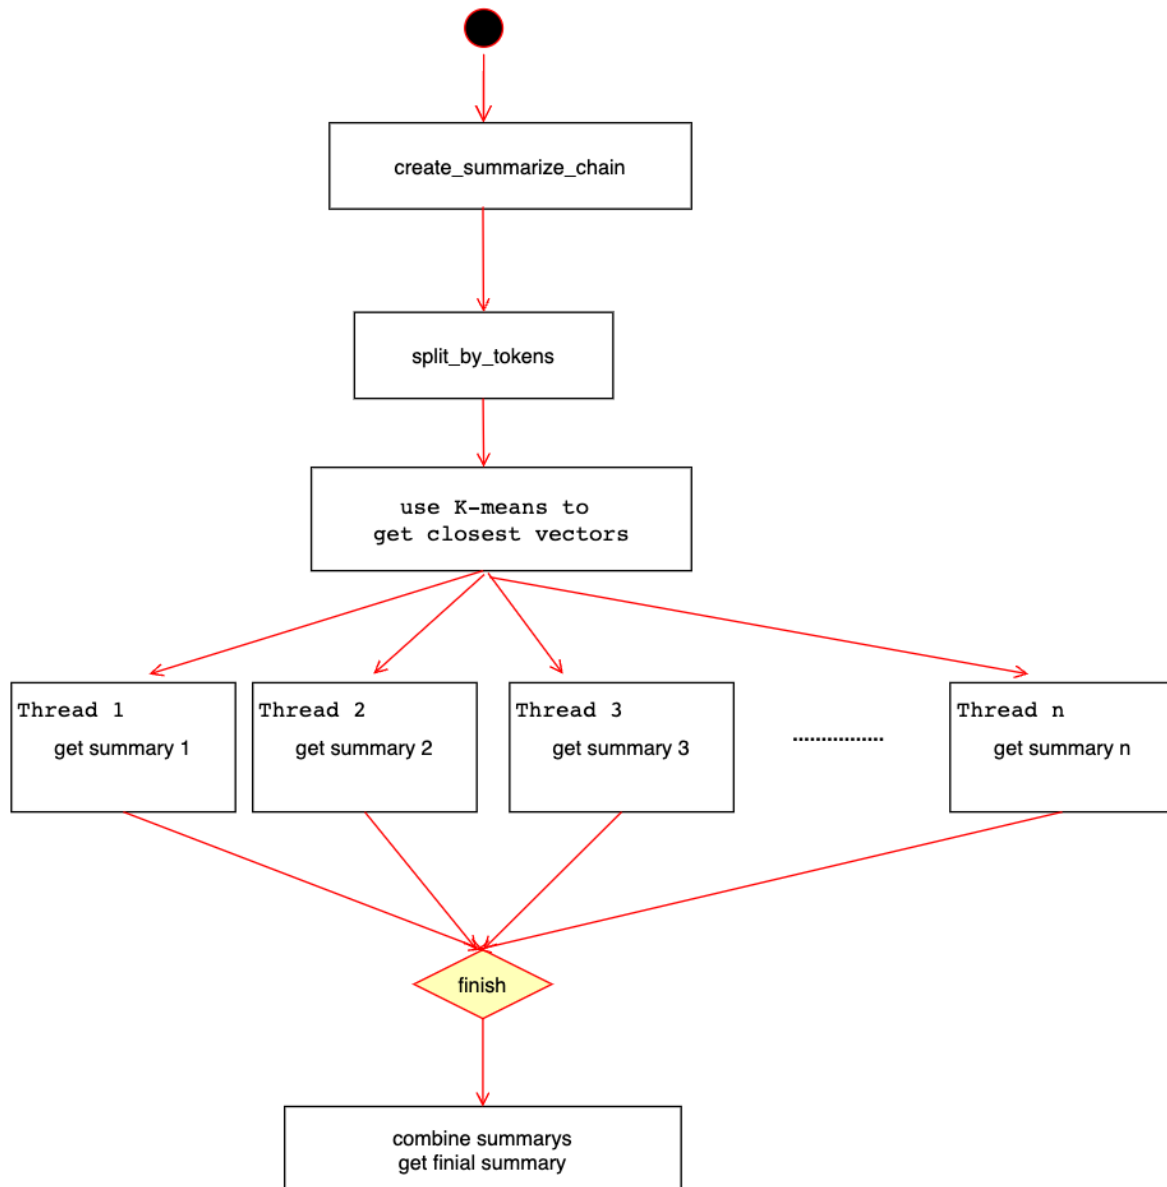 create_summarize_chain
split_by_tokens
use K-means to
get closest vectors
Thread 1
get summary 1
Thread 2
get summary 2
Thread 3
get summary 3
................
Thread n
get summary n
finish
combine summarys
get finial summary